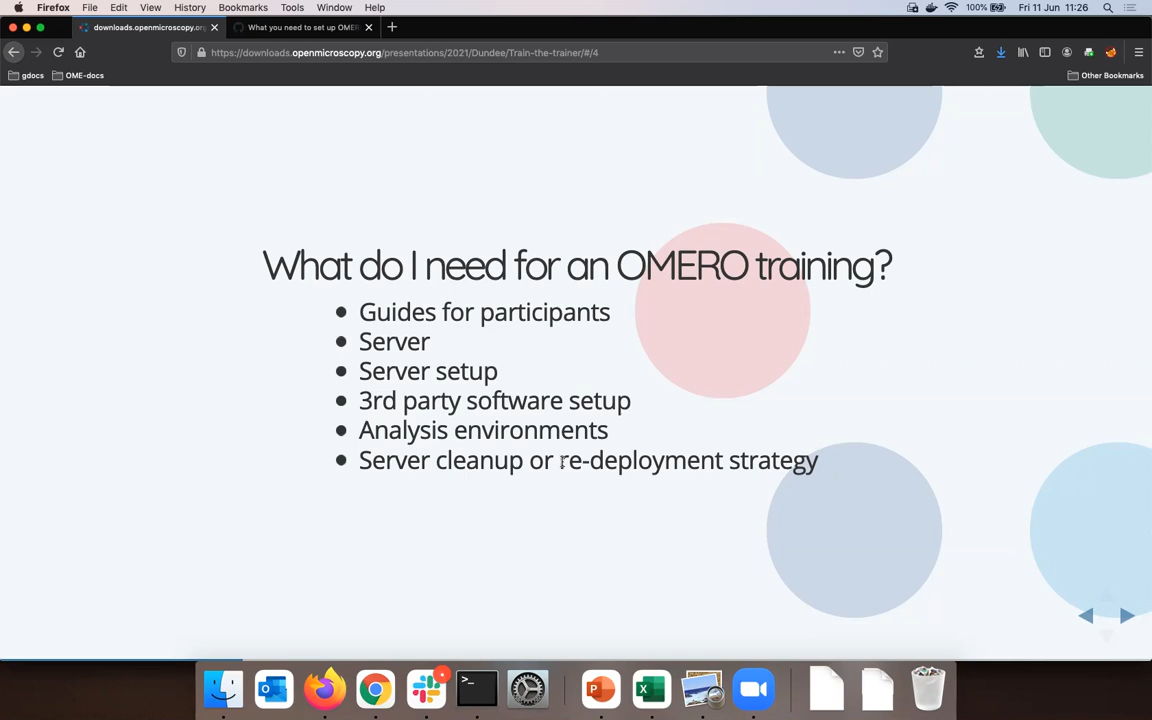 Firefox File Edit View History Bookmarks Tools Window Help 100% Fri 11 Jun 11:26
downloads.openmicroscopy.org What you need to set up OMER
https://downloads.openmicroscopy.org/presentations/2021/Dundee/Train-the-trainer/#/4
gdocs OME-docs Other Bookmarks
What do I need for an OMERO training?
Guides for participants
Server
Server setup
3rd party software setup
Analysis environments
Server cleanup or re-deployment strategy